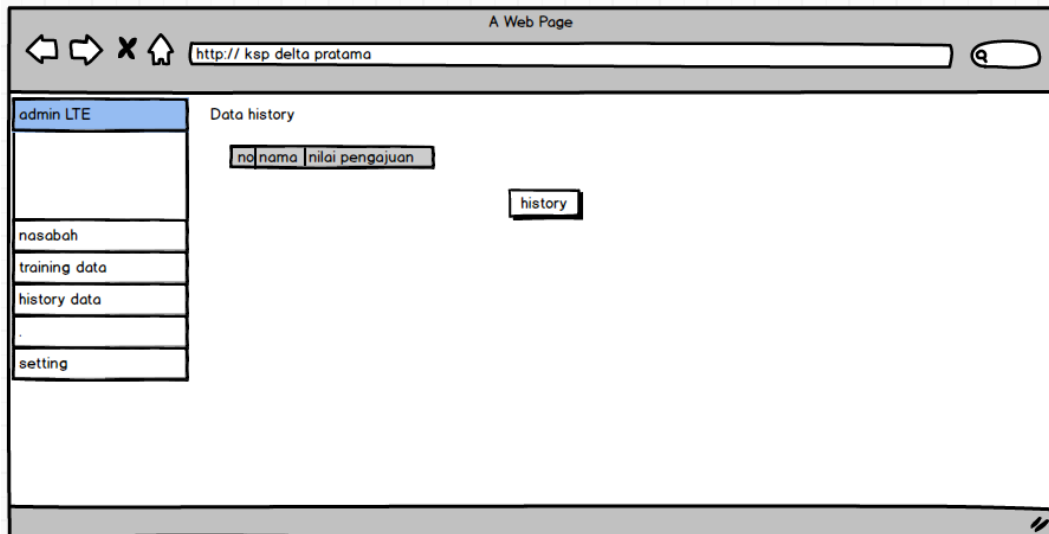 A Web Page
http:// ksp delta pratama
admin LTE
Data history
no nama nilai pengajuan
history
nasabah
training data
history data
.
setting